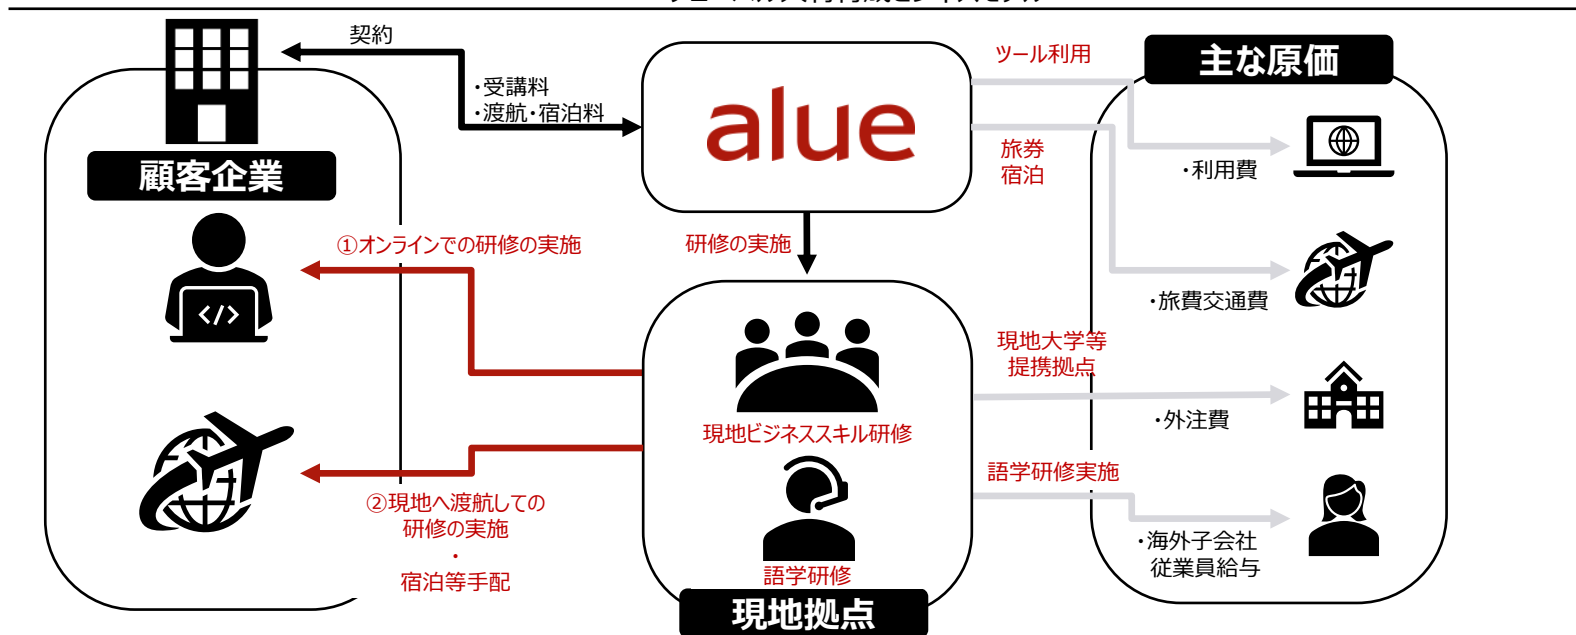 契約
・受講料
・渡航・宿泊料
alue
ツール利用
主な原価
旅券
宿泊
・利用費
顧客企業
①オンラインでの研修の実施
研修の実施
・旅費交通費
現地大学等
提携拠点
現地ビジネススキル研修
・外注費
②現地へ渡航しての
研修の実施
・
宿泊等手配
語学研修実施
語学研修
・海外子会社
従業員給与
現地拠点